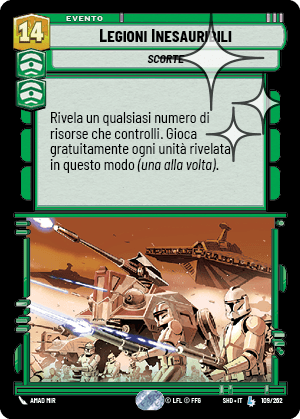 EVENTO
14
LEGIONI INESAURIBILI
SCORTE
Rivela un qualsiasi numero di
risorse che controlli. Gioca
gratuitamente ogni unità rivelata
in questo modo (una alla volta).
AMAD MIR
© LFL © FFG
SHD • IT
109/262